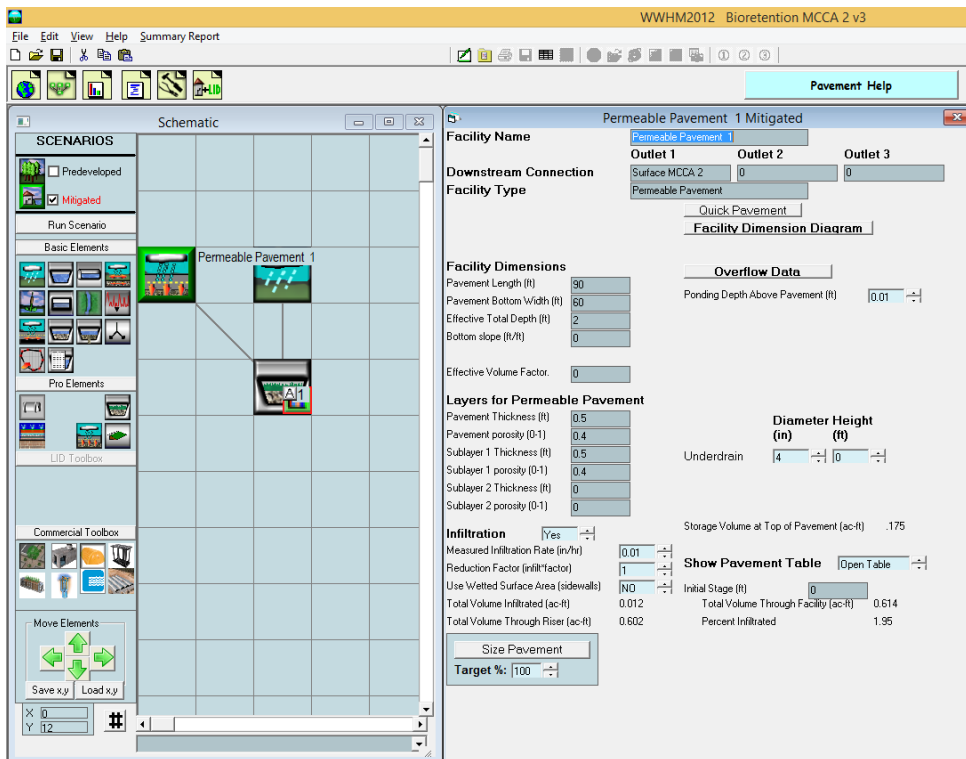 WWHM2012 Bioretention MCCA 2 v3
File Edit View Help Summary Report
Pavement Help
Schematic
SCENARIOS
Predeveloped
Mitigated
Run Scenario
Basic Elements
Pro Elements
LID Toolbox
Commercial Toolbox
Move Elements
Save x,y Load x,y
X 0
Y 12
#
Permeable Pavement 1
A 1
Permeable Pavement 1 Mitigated
Facility Name Permeable Pavement 1
Outlet 1 Outlet 2 Outlet 3
Downstream Connection Surface MCCA 2 0 0
Facility Type Permeable Pavement
Quick Pavement
Facility Dimension Diagram
Facility Dimensions Overflow Data
Pavement Length (ft) 90 Ponding Depth Above Pavement (ft) 0.01
Pavement Bottom Width (ft) 60
Effective Total Depth (ft) 2
Bottom slope (ft/ft) 0
Effective Volume Factor. 0
Layers for Permeable Pavement
Pavement Thickness (ft) 0.5 Diameter Height
Pavement porosity (0-1) 0.4 (in) (ft)
Sublayer 1 Thickness (ft) 0.5 Underdrain 4 0
Sublayer 1 porosity (0-1) 0.4
Sublayer 2 Thickness (ft) 0
Sublayer 2 porosity (0-1) 0
Infiltration Yes Storage Volume at Top of Pavement (ac-ft) .175
Measured Infiltration Rate (in/hr) 0.01
Reduction Factor (infilt*factor) 1 Show Pavement Table Open Table
Use Wetted Surface Area (sidewalls) NO Initial Stage (ft) 0
Total Volume Infiltrated (ac-ft) 0.012 Total Volume Through Facility (ac-ft) 0.614
Total Volume Through Riser (ac-ft) 0.602 Percent Infiltrated 1.95
Size Pavement
Target %: 100